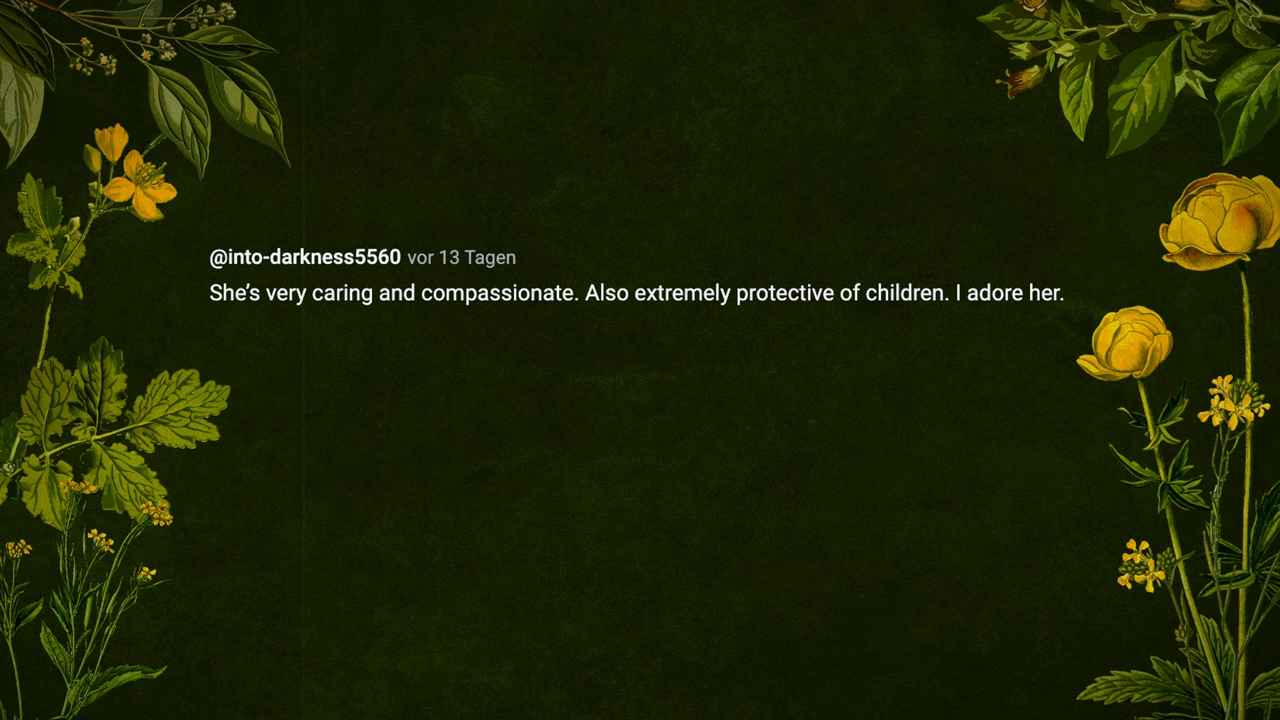 @into-darkness5560 vor 13 Tagen
She’s very caring and compassionate. Also extremely protective of children. I adore her.